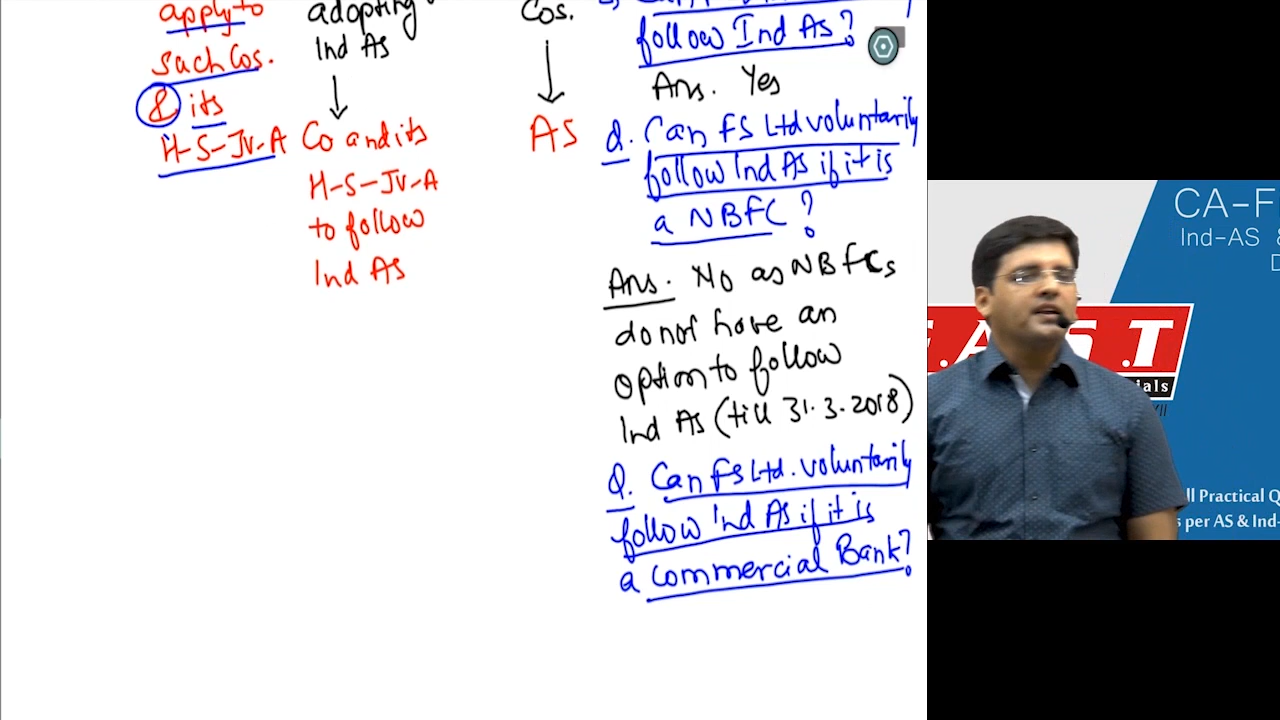 apply to
such Cos.
& its
H-S-JV-A
adopting
Ind AS
Co and its
H-S-JV-A
to follow
Ind AS
Cos.
AS
follow Ind AS?
Ans. Yes
Q. Can FS Ltd voluntarily
follow Ind AS if it is
a NBFC?
Ans. No as NBFCs
do not have an
option to follow
Ind AS (till 31.3.2018)
Q. Can FS Ltd. voluntarily
follow Ind AS if it is
a commercial Bank?
CA-F
Ind-AS &
D
F.A.S.T
ials
VII
ll Practical Q
s per AS & Ind-